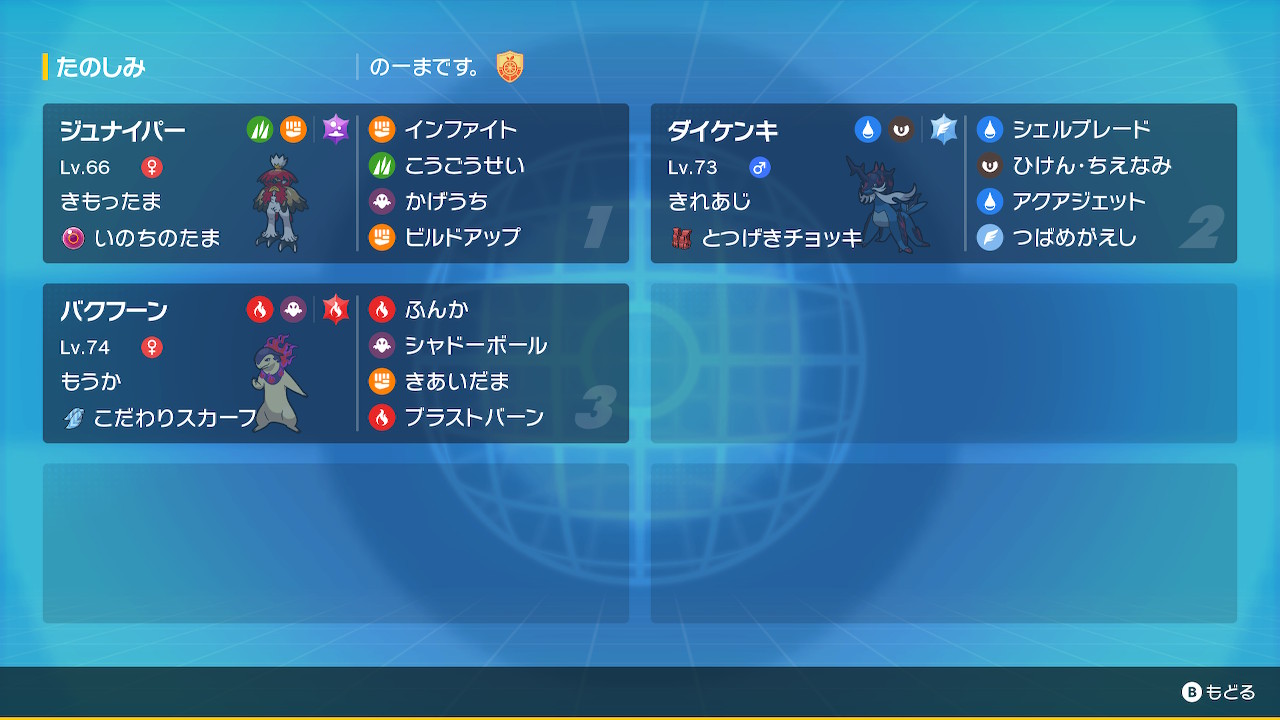 たのしみ
のーまです。
ジュナイパー
Lv.66
きもったま
いのちのたま
インファイト
こうごうせい
かげうち
ビルドアップ
1
ダイケンキ
Lv.73
きれあじ
とつげきチョッキ
シェルブレード
ひけん・ちえなみ
アクアジェット
つばめがえし
2
バクフーン
Lv.74
もうか
こだわりスカーフ
ふんか
シャドーボール
きあいだま
ブラストバーン
3
B もどる